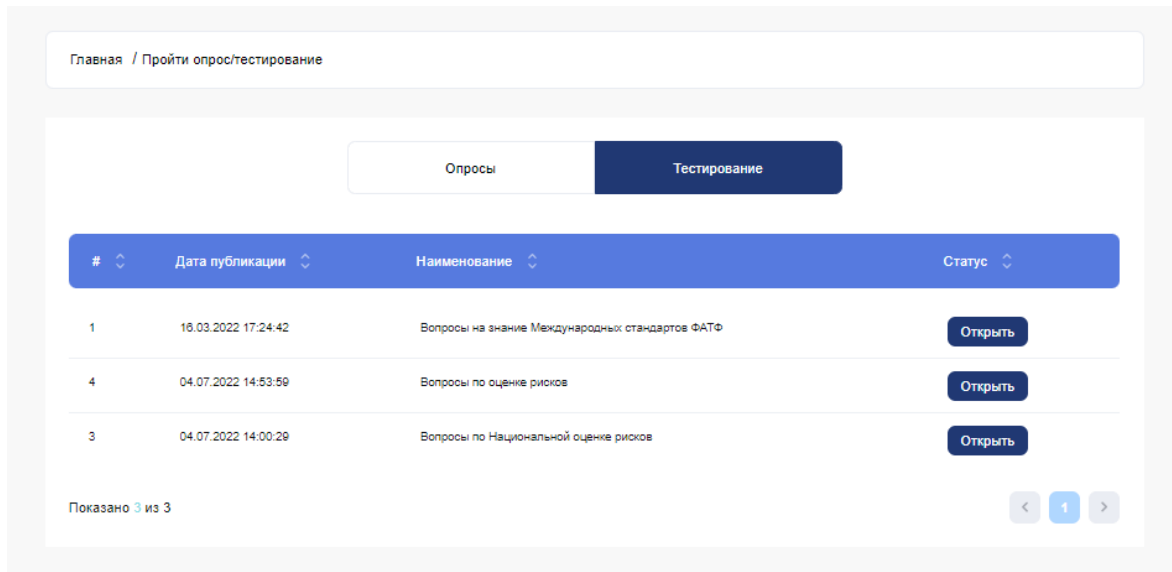 Главная / Пройти опрос/тестирование
Опросы Тестирование
# Дата публикации Наименование Статус
1 16.03.2022 17:24:42 Вопросы на знание Международных стандартов ФАТФ Открыть
4 04.07.2022 14:53:59 Вопросы по оценке рисков Открыть
3 04.07.2022 14:00:29 Вопросы по Национальной оценке рисков Открыть
Показано 3 из 3 < 1 >